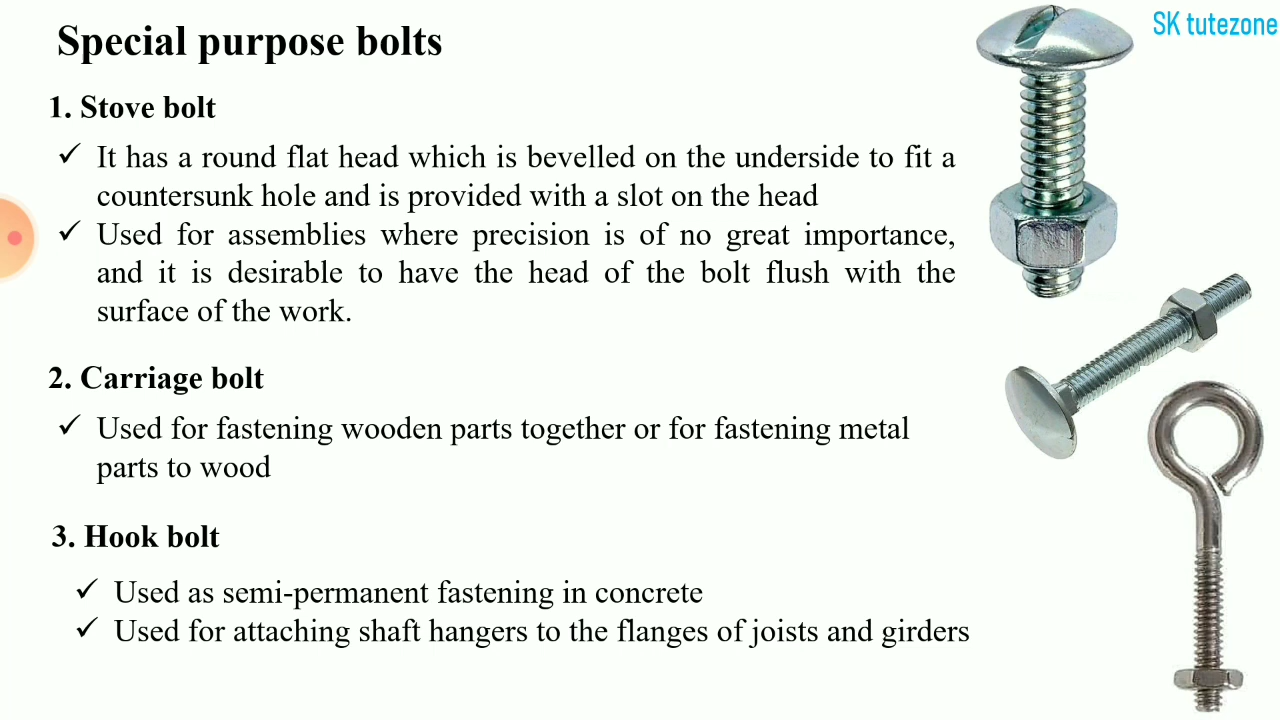 Special purpose bolts
SK tutezone
1. Stove bolt
✓ It has a round flat head which is bevelled on the underside to fit a
countersunk hole and is provided with a slot on the head
✓ Used for assemblies where precision is of no great importance,
and it is desirable to have the head of the bolt flush with the
surface of the work.
2. Carriage bolt
✓ Used for fastening wooden parts together or for fastening metal
parts to wood
3. Hook bolt
✓ Used as semi-permanent fastening in concrete
✓ Used for attaching shaft hangers to the flanges of joists and girders